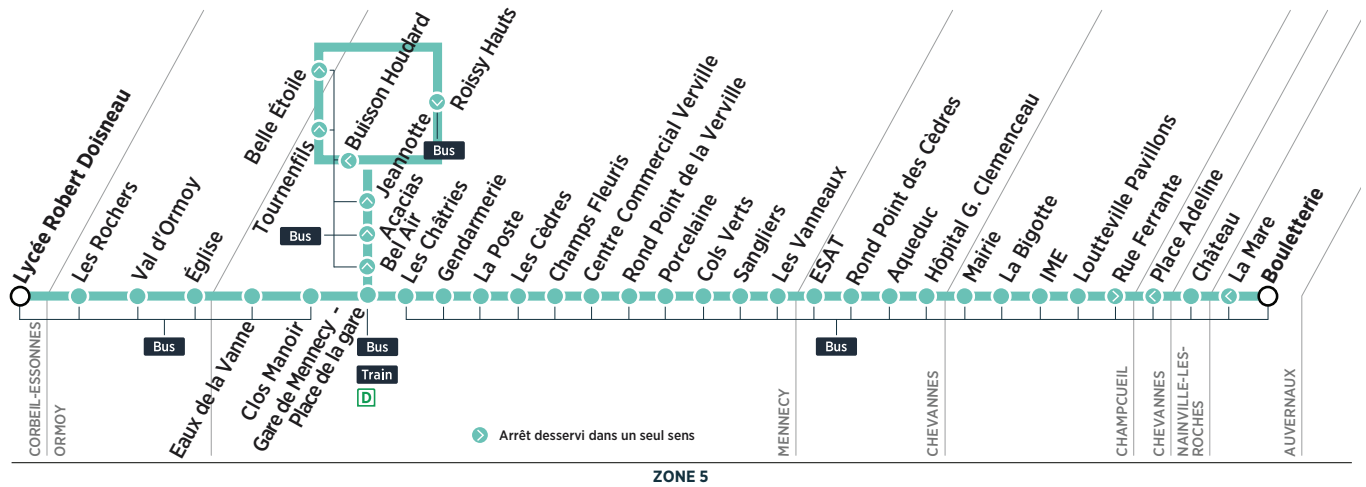 Lycée Robert Doisneau
Les Rochers
Val d'Ormoy
Église
Eaux de la Vanne
Clos Manoir
Gare de Mennecy -
Place de la gare
Bel Air
Acacias
Jeannotte
Buisson Houdard
Tournenfils
Belle Étoile
Roissy Hauts
Les Châtries
Gendarmerie
La Poste
Les Cèdres
Champs Fleuris
Centre Commercial Verville
Rond Point de la Verville
Porcelaine
Cols Verts
Sangliers
Les Vanneaux
ESAT
Rond Point des Cèdres
Aqueduc
Hôpital G. Clemenceau
Mairie
La Bigotte
IME
Loutteville Pavillons
Rue Ferrante
Place Adeline
Château
La Mare
Bouletterie
Bus
Bus
Bus
Bus
Train
D
Bus
CORBEIL-ESSONNES
ORMOY
MENNECY
CHEVANNES
CHAMPCUEIL
CHEVANNES
NAINVILLE-LES-
ROCHES
AUVERNAUX
Arrêt desservi dans un seul sens
ZONE 5